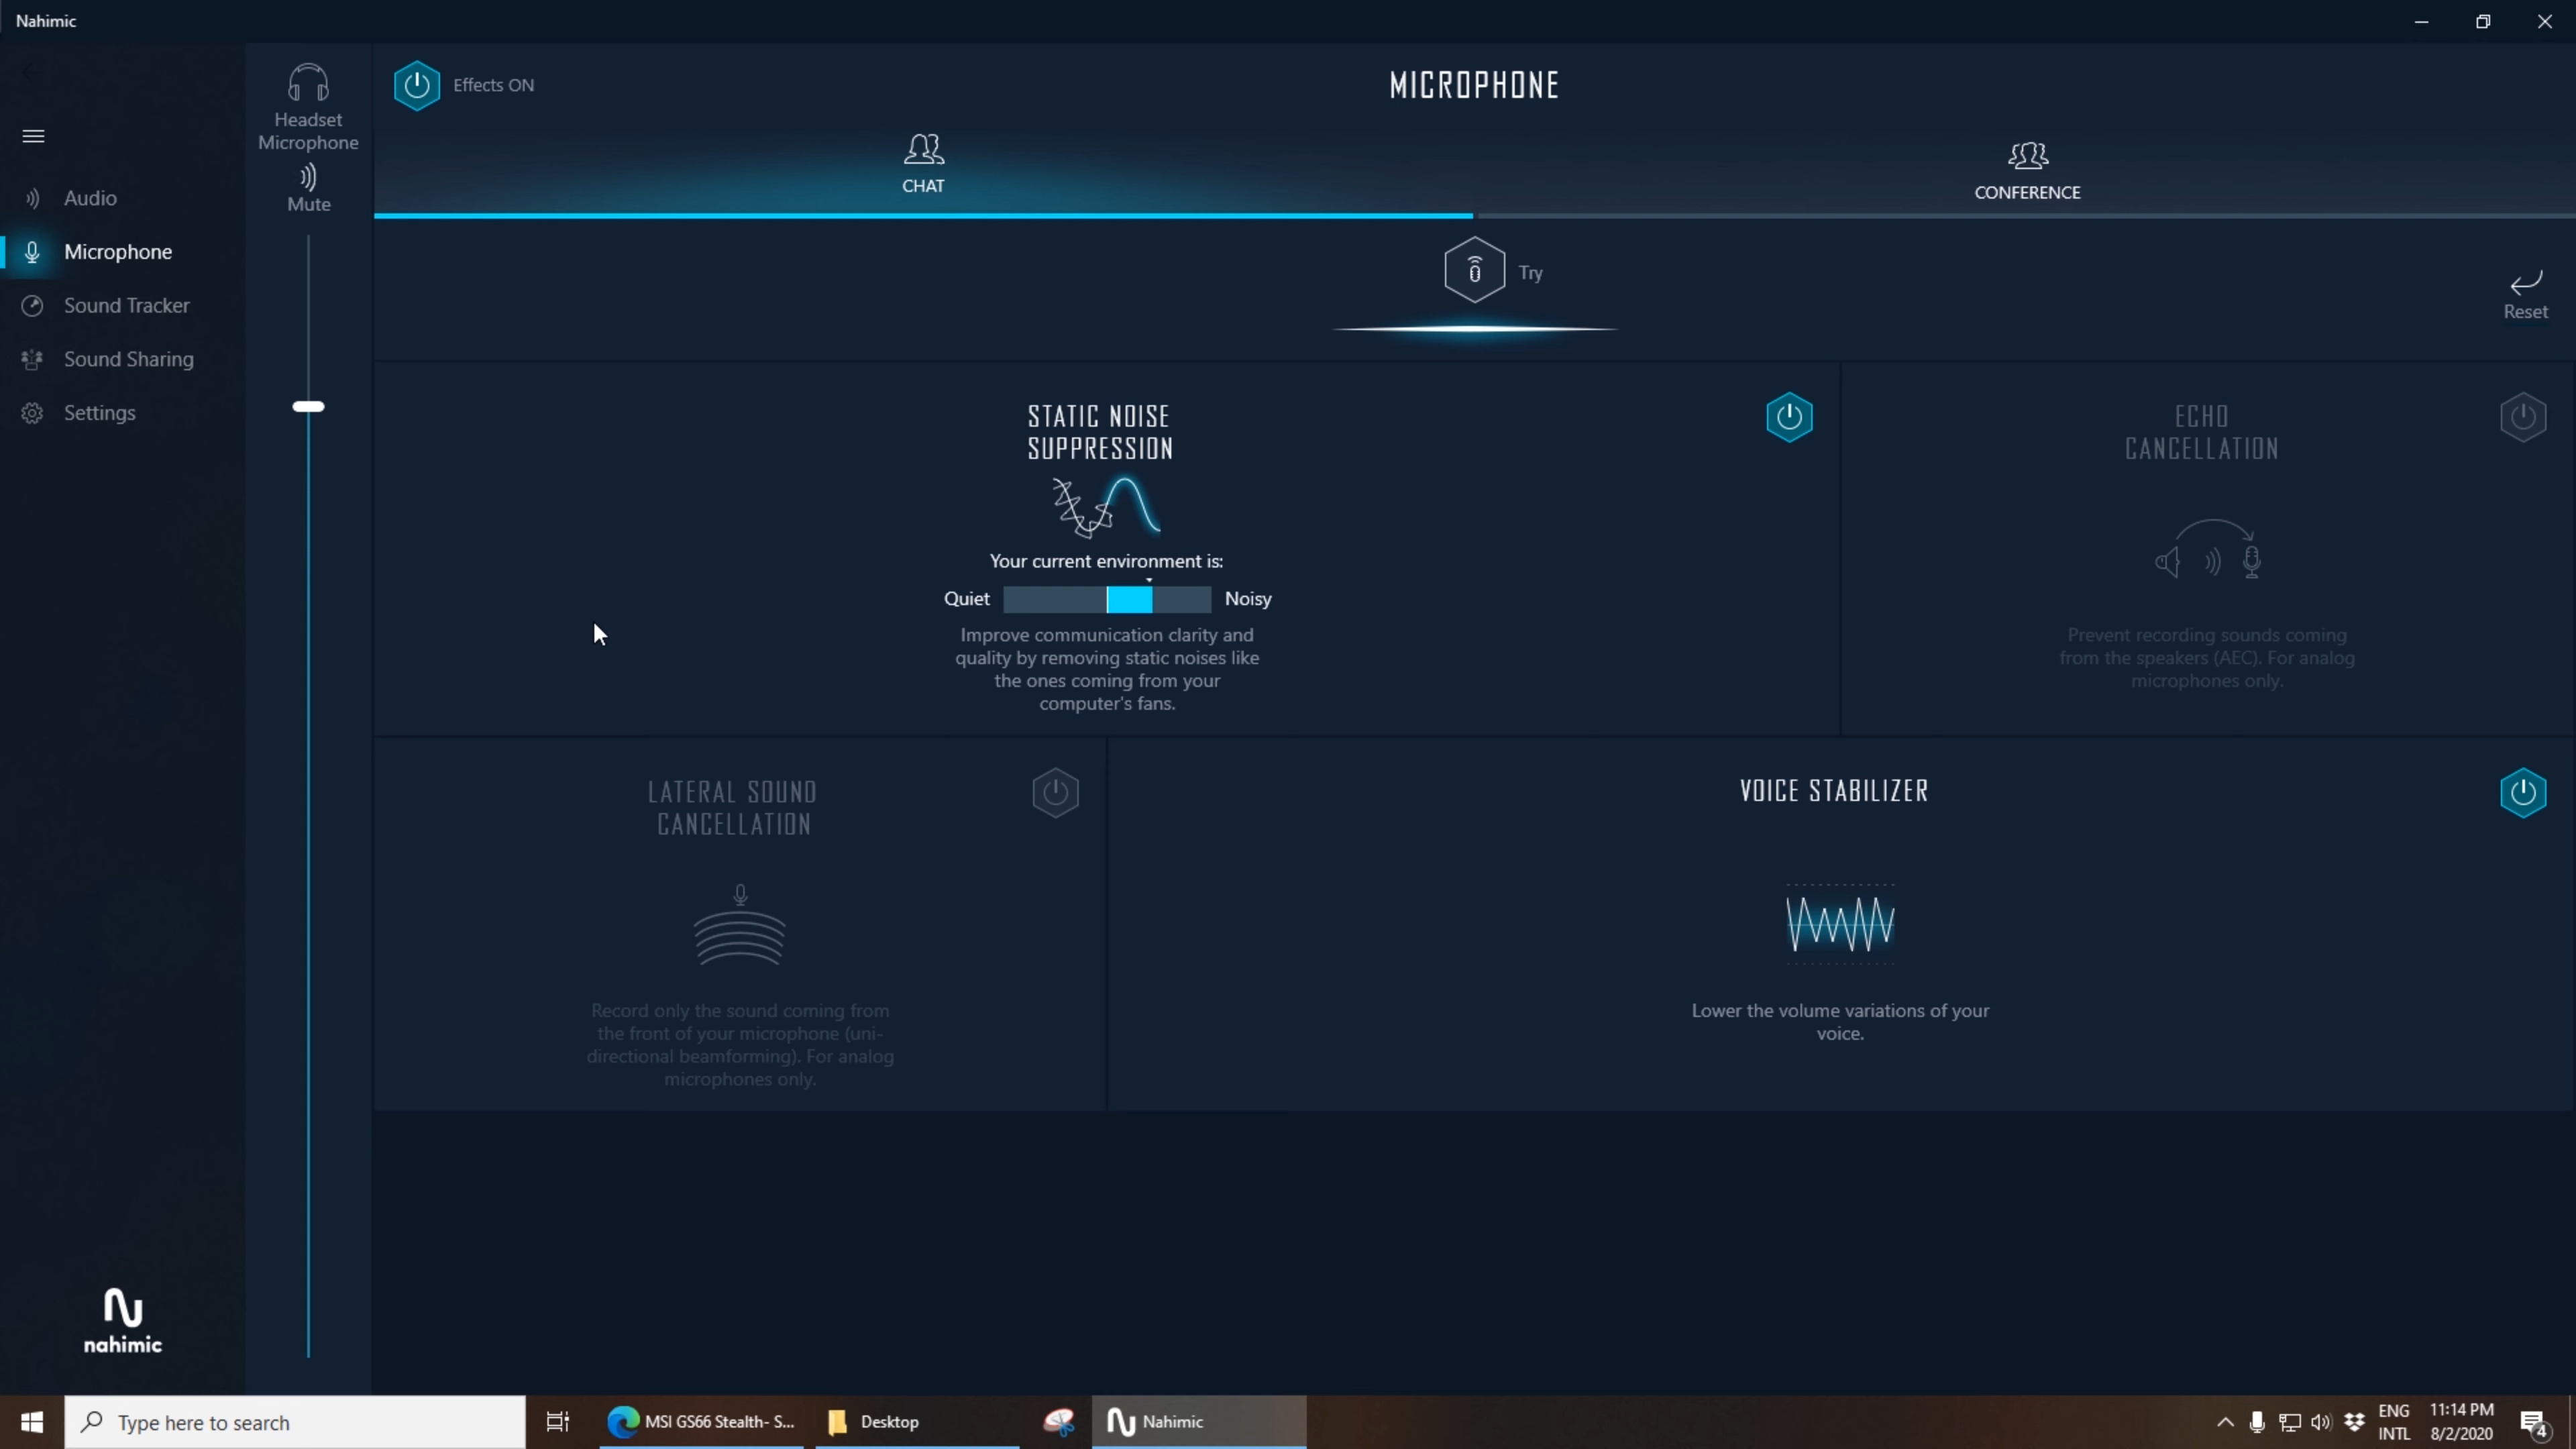 Nahimic
Effects ON
MICROPHONE
Headset
Microphone
Mute
CHAT
CONFERENCE
Audio
Microphone
Sound Tracker
Sound Sharing
Settings
Try
Reset
STATIC NOISE
SUPPRESSION
Your current environment is:
Quiet
Noisy
Improve communication clarity and
quality by removing static noises like
the ones coming from your
computer's fans.
ECHO
CANCELLATION
Prevent recording sounds coming
from the speakers (AEC). For analog
microphones only.
LATERAL SOUND
CANCELLATION
Record only the sound coming from
the front of your microphone (uni-
directional beamforming). For analog
microphones only.
VOICE STABILIZER
Lower the volume variations of your
voice.
nahimic
Type here to search
MSI GS66 Stealth- S...
Desktop
Nahimic
ENG
INTL
11:14 PM
8/2/2020
4